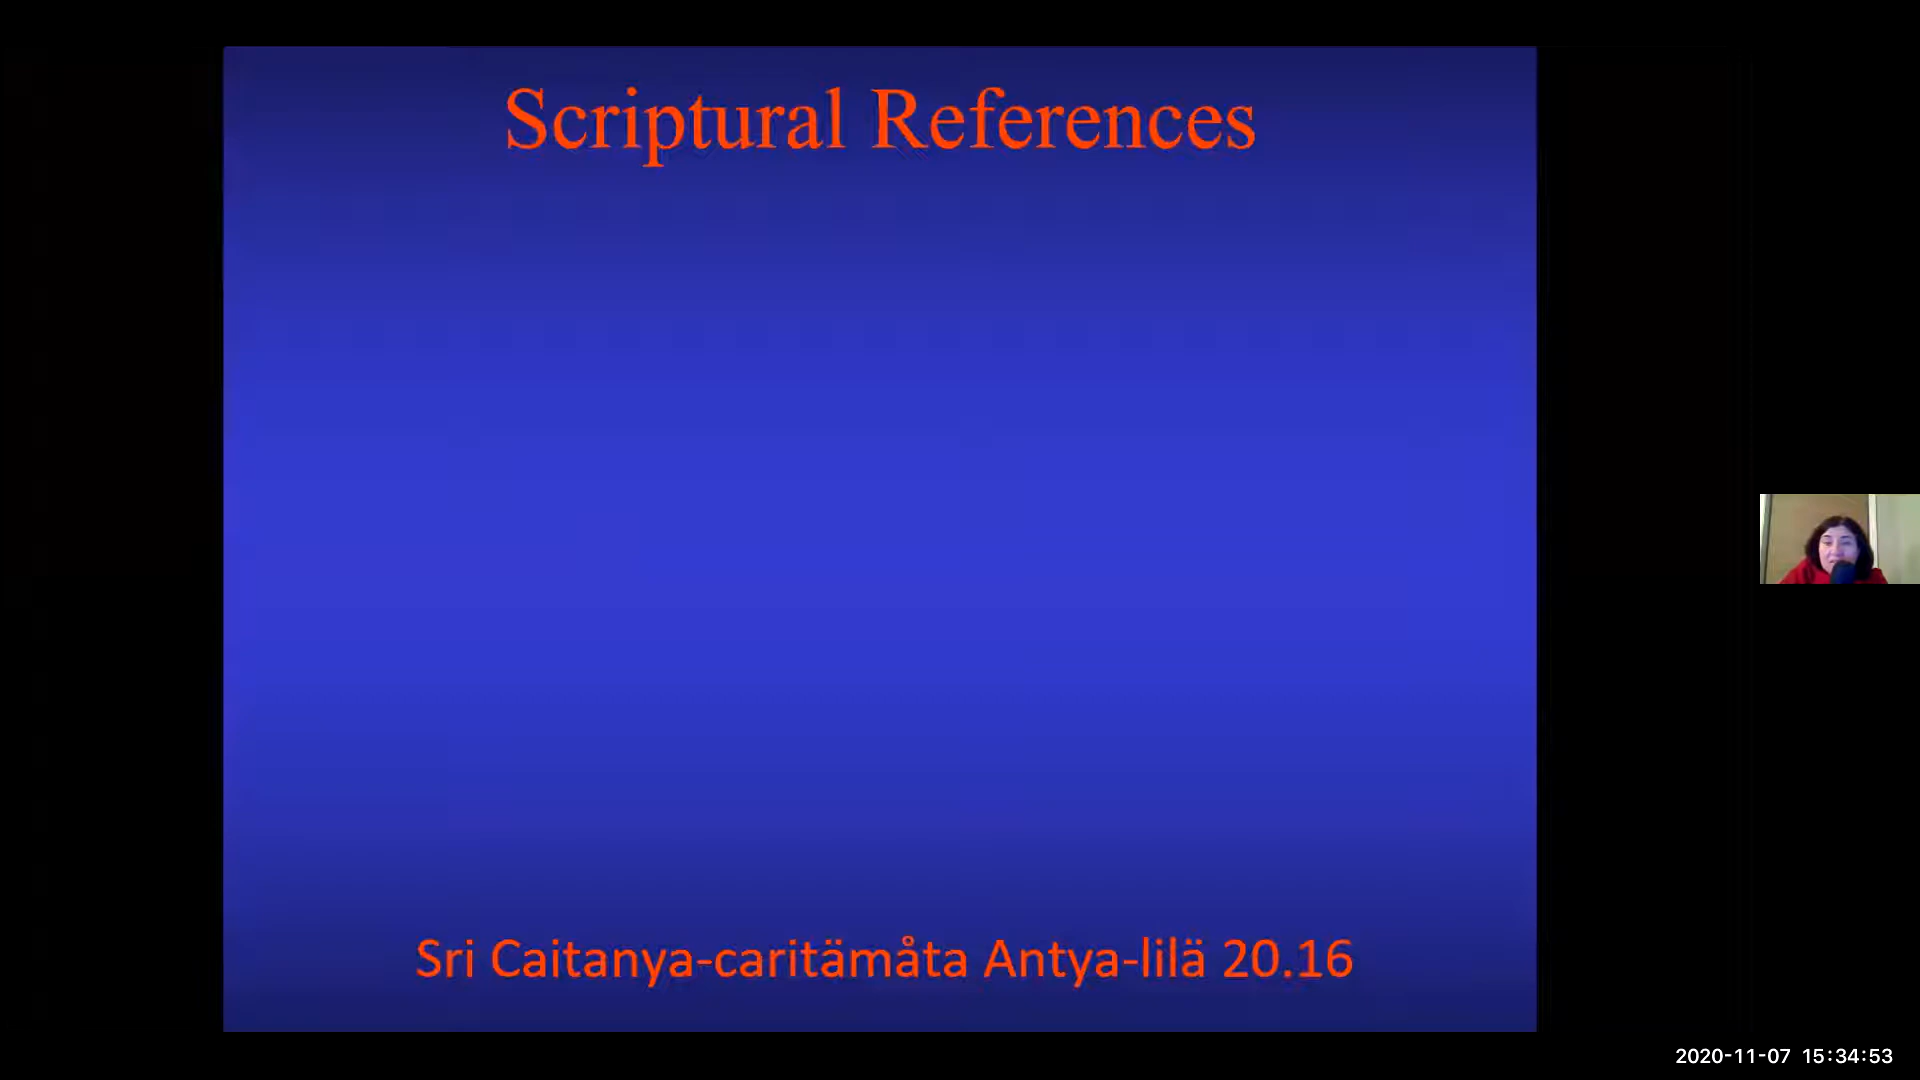 Scriptural References
Sri Caitanya-caritämåta Antya-lilä 20.16
2020-11-07 15:34:53